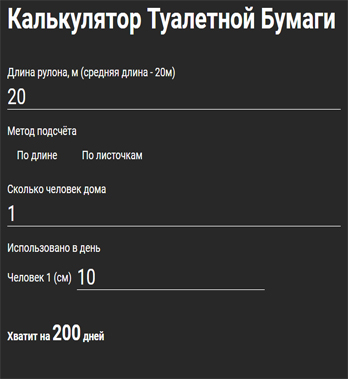 Калькулятор Туалетной Бумаги
Длина рулона, м (средняя длина - 20м)
20
Метод подсчёта
По длине По листочкам
Сколько человек дома
1
Использовано в день
Человек 1 (см) 10
Хватит на 200 дней